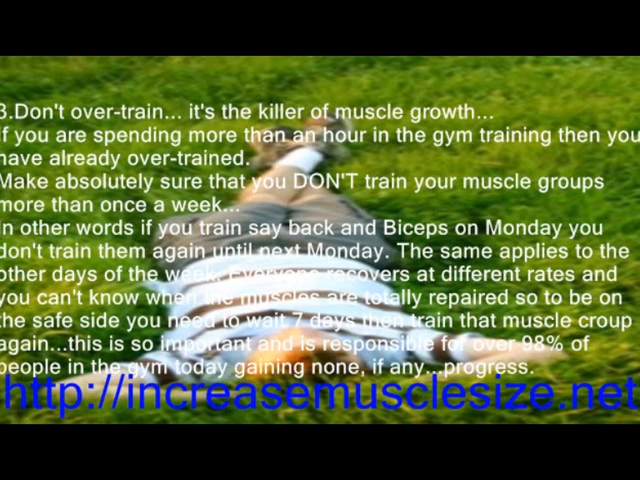 3.Don't over-train... it's the killer of muscle growth...
If you are spending more than an hour in the gym training then you
have already over-trained.
Make absolutely sure that you DON'T train your muscle groups
more than once a week...
In other words if you train say back and Biceps on Monday you
don't train them again until next Monday. The same applies to the
other days of the week. Everyone recovers at different rates and
you can't know when the muscles are totally repaired so to be on
the safe side you need to wait 7 days then train that muscle croup
again...this is so important and is responsible for over 98% of
people in the gym today gaining none, if any...progress.
http://increasemusclesize.net